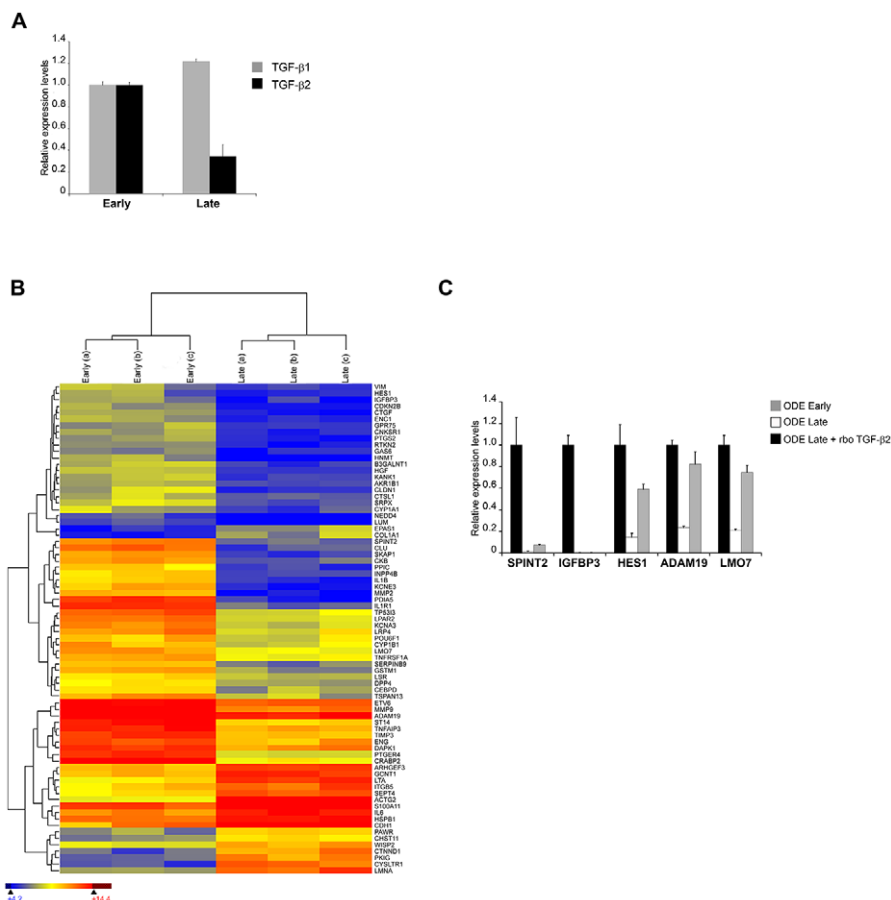 A
1.4
1.2
1.0
0.8
0.6
0.4
0.2
0
Relative expression levels
TGF-β1
TGF-β2
Early
Late
B
Early (a)
Early (b)
Early (c)
Late (a)
Late (b)
Late (c)
VIM
HES1
IGFBP3
CDKN2B
CTGF
ENC1
GPR75
CNKSR1
PTGS2
RTKN2
GAS6
HNMT
B3GALNT1
HGF
KANK1
AKR1B1
CLDN1
CTSL1
SRPX
CYP1A1
NEDD4
LUM
EPAS1
COL1A1
SPINT2
CLU
SKAP1
CKB
PPIC
INPP4B
IL1B
KCNE3
MMP2
PDIA5
IL1R1
TP53I3
LPAR2
KCNA3
LRP4
POU6F1
CYP1B1
LMO7
TNFRSF1A
SERPINB9
GSTM1
LSR
DPP4
CEBPD
TSPAN13
ETV6
MMP9
ADAM19
ST14
TNFAIP3
TIMP3
ENG
DAPK1
PTGER4
CRABP2
ARHGEF3
GCNT1
LTA
ITGB5
SEPT4
ACTG2
S100A11
IL6
HSPB1
CDH1
PAWR
CHST11
WISP2
CTNND1
PKIG
CYSLTR1
LMNA
+14.4
C
1.4
1.2
1.0
0.8
0.6
0.4
0.2
0
Relative expression levels
ODE Early
ODE Late
ODE Late + rbo TGF-β2
SPINT2
IGFBP3
HES1
ADAM19
LMO7